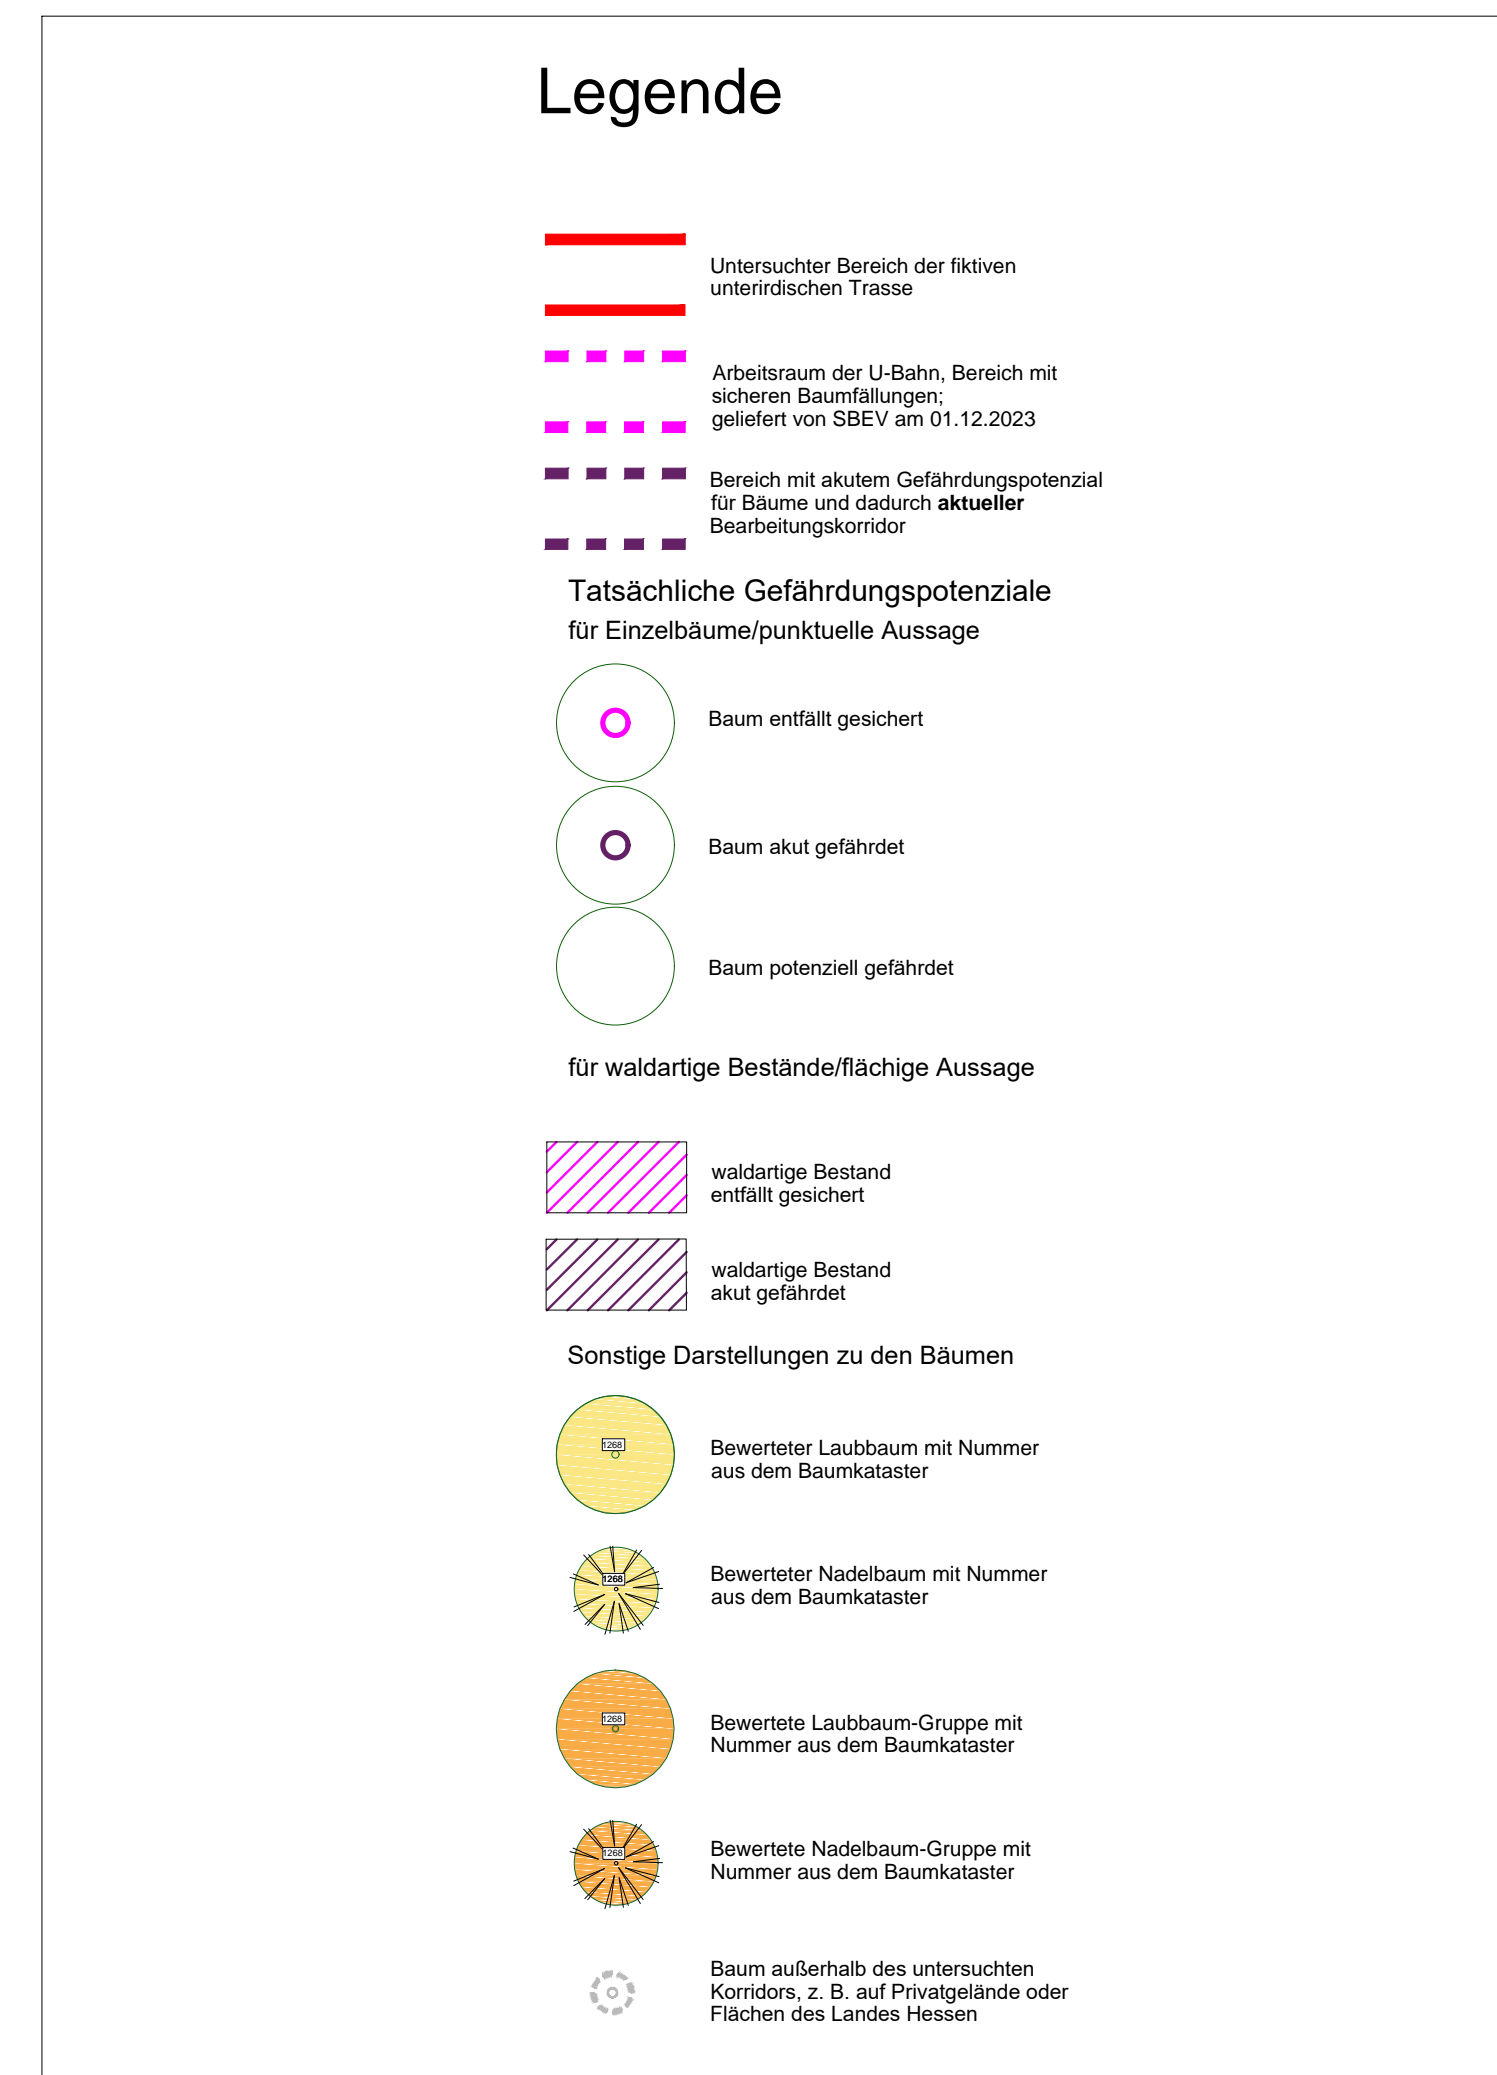 Legende
Untersuchter Bereich der fiktiven
unterirdischen Trasse
Arbeitsraum der U-Bahn, Bereich mit
sicheren Baumfällungen;
geliefert von SBEV am 01.12.2023
Bereich mit akutem Gefährdungspotenzial
für Bäume und dadurch aktueller
Bearbeitungskorridor
Tatsächliche Gefährdungspotenziale
für Einzelbäume/punktuelle Aussage
Baum entfällt gesichert
Baum akut gefährdet
Baum potenziell gefährdet
für waldartige Bestände/flächige Aussage
waldartige Bestand
entfällt gesichert
waldartige Bestand
akut gefährdet
Sonstige Darstellungen zu den Bäumen
1268
Bewerteter Laubbaum mit Nummer
aus dem Baumkataster
1268
Bewerteter Nadelbaum mit Nummer
aus dem Baumkataster
1268
Bewertete Laubbaum-Gruppe mit
Nummer aus dem Baumkataster
1268
Bewertete Nadelbaum-Gruppe mit
Nummer aus dem Baumkataster
Baum außerhalb des untersuchten
Korridors, z. B. auf Privatgelände oder
Flächen des Landes Hessen